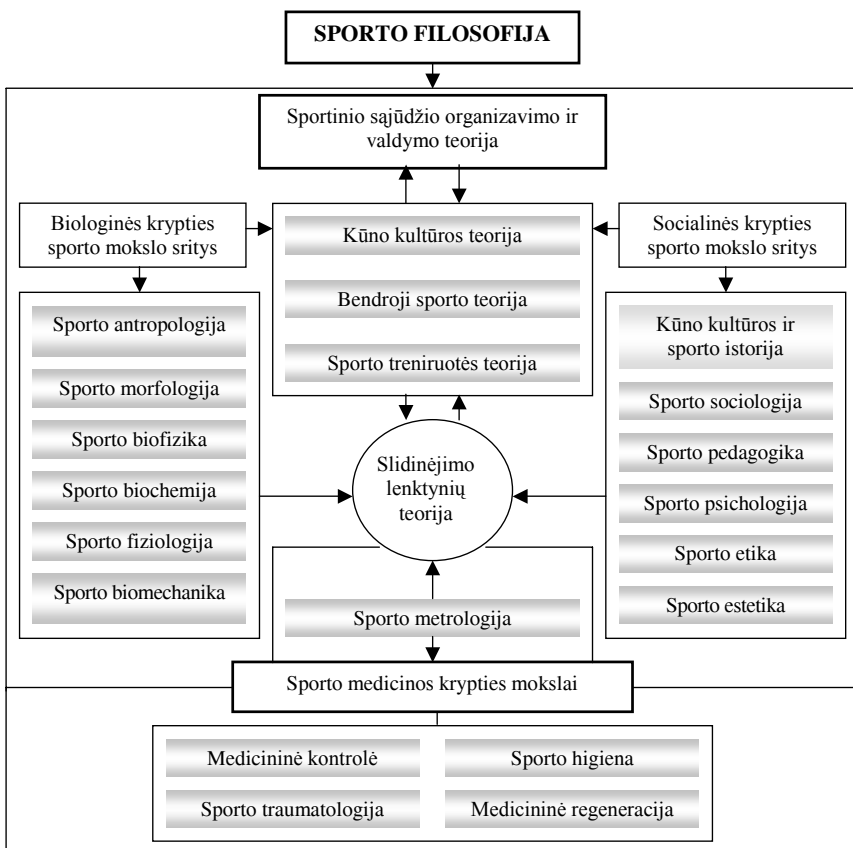 SPORTO FILOSOFIJA
Sportinio sąjūdžio organizavimo ir
valdymo teorija
Biologinės krypties
sporto mokslo sritys
Kūno kultūros teorija
Bendroji sporto teorija
Sporto treniruotės teorija
Socialinės krypties
sporto mokslo sritys
Sporto antropologija
Sporto morfologija
Sporto biofizika
Sporto biochemija
Sporto fiziologija
Sporto biomechanika
Slidinėjimo
lenktynių
teorija
Kūno kultūros ir
sporto istorija
Sporto sociologija
Sporto pedagogika
Sporto psichologija
Sporto etika
Sporto estetika
Sporto metrologija
Sporto medicinos krypties mokslai
Medicininė kontrolė
Sporto higiena
Sporto traumatologija
Medicininė regeneracija